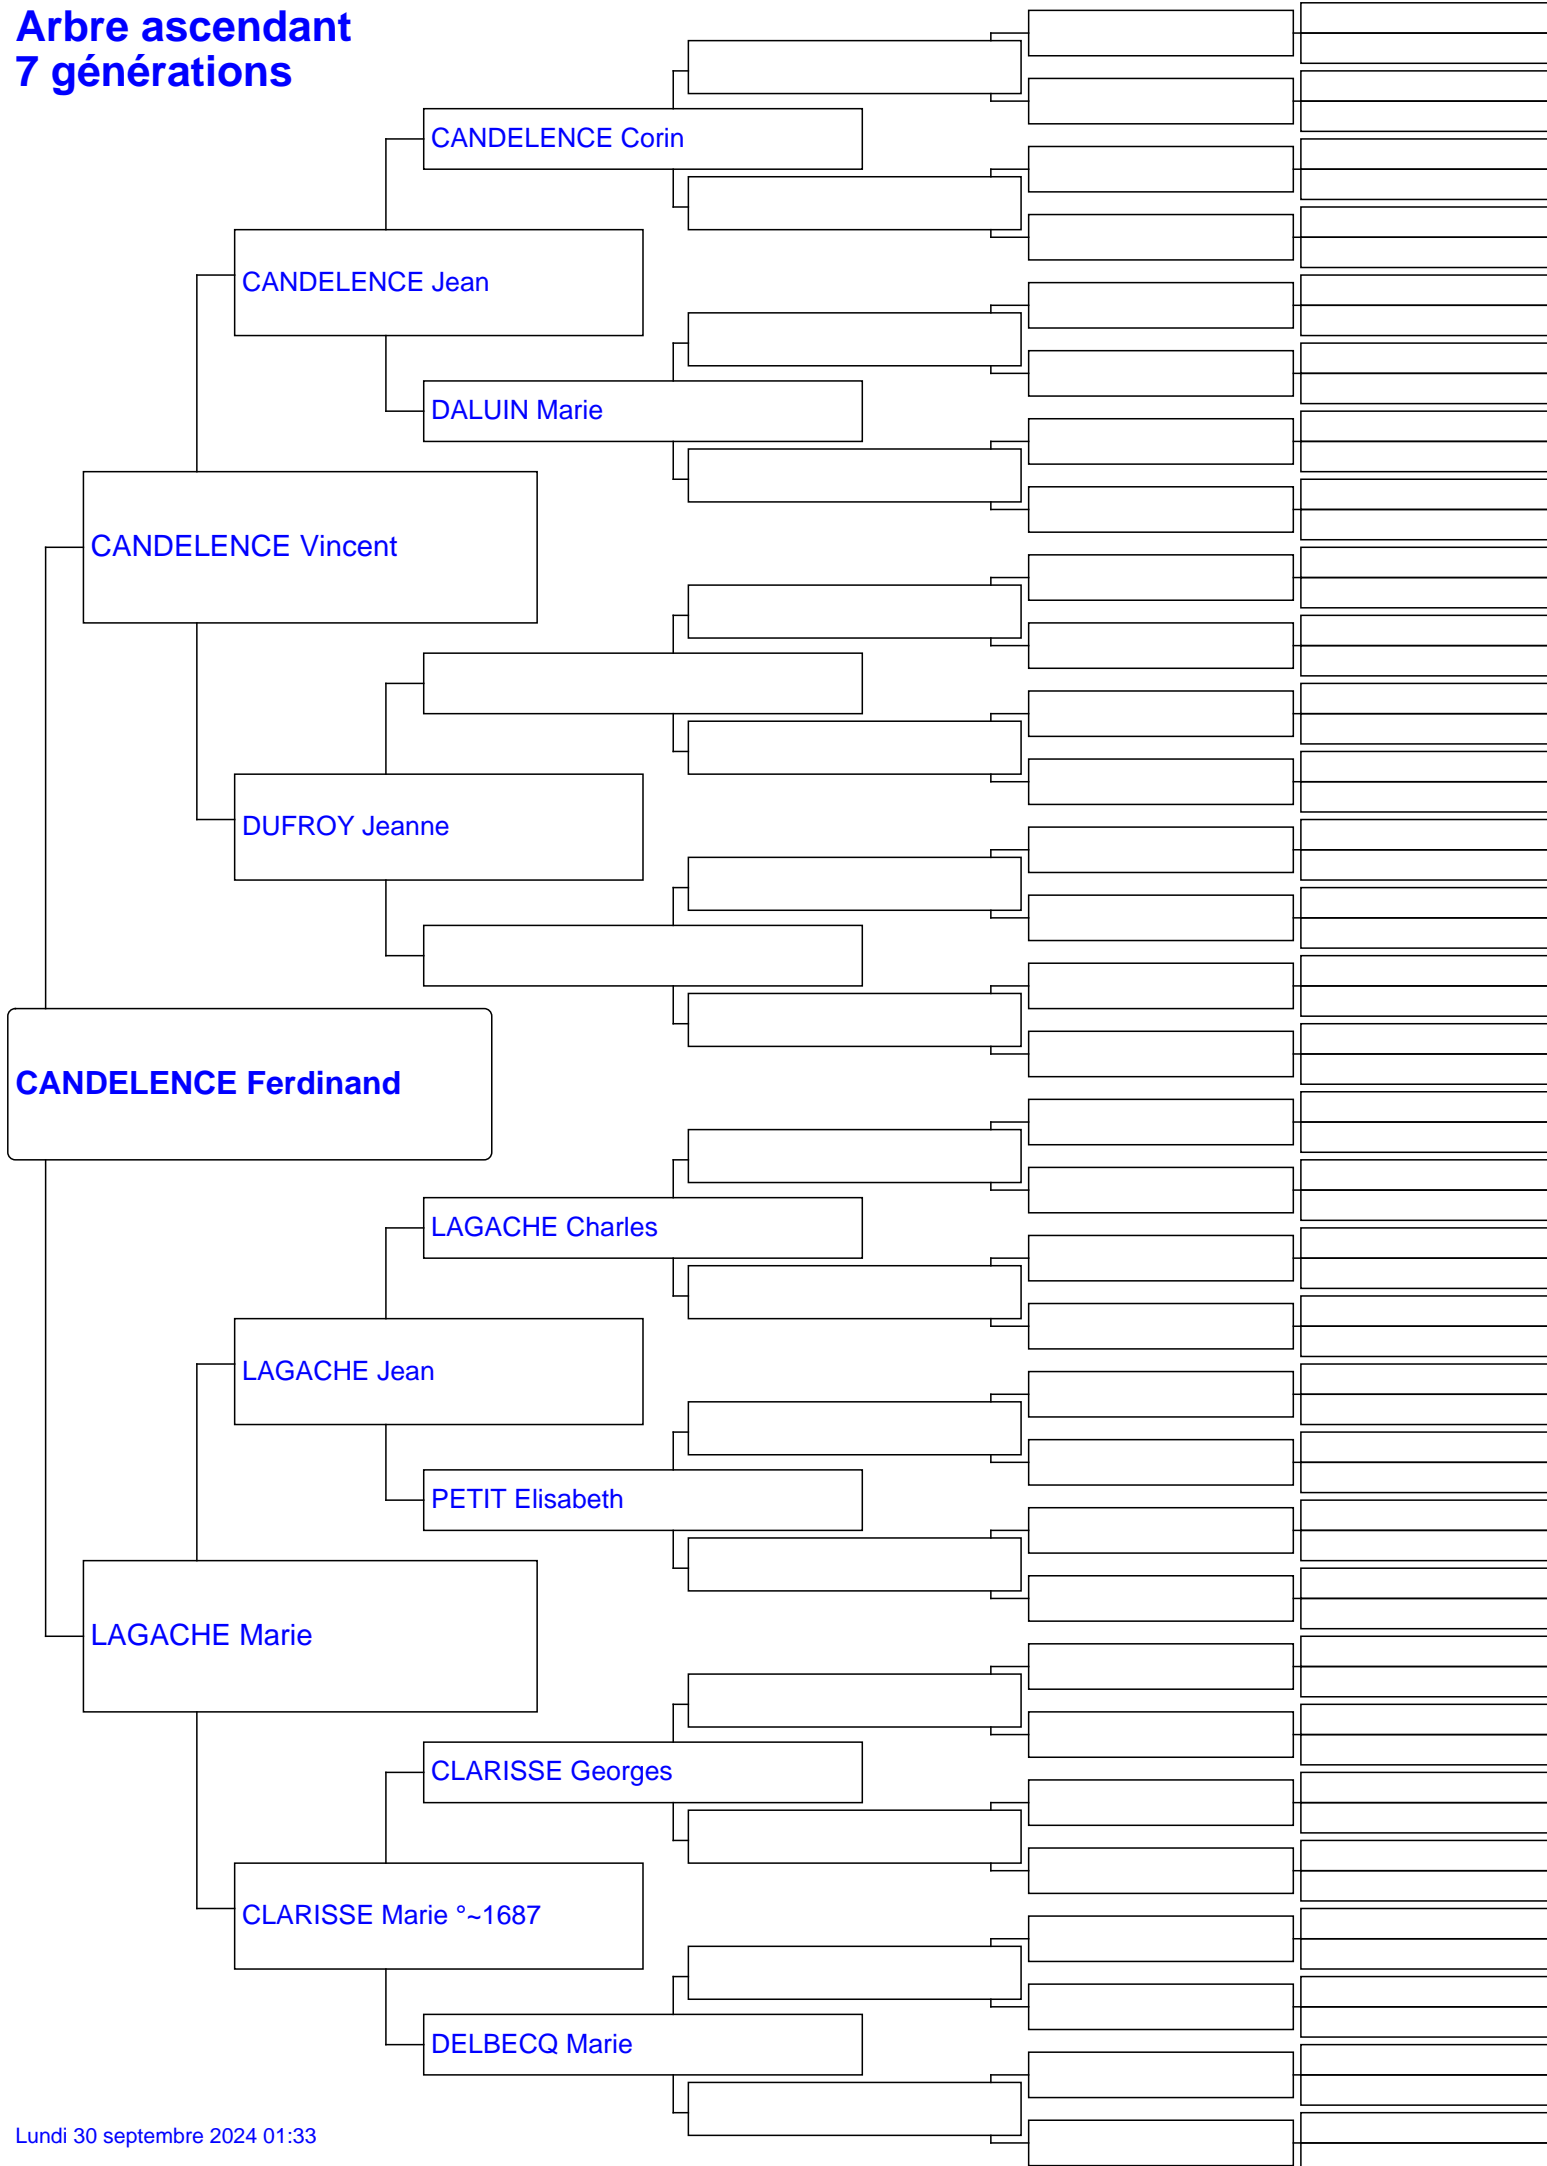 Arbre ascendant
7 générations
CANDELENCE Corin
CANDELENCE Jean
DALUIN Marie
CANDELENCE Vincent
DUFROY Jeanne
CANDELENCE Ferdinand
LAGACHE Charles
LAGACHE Jean
PETIT Elisabeth
LAGACHE Marie
CLARISSE Georges
CLARISSE Marie °~1687
DELBECQ Marie
Lundi 30 septembre 2024 01:33